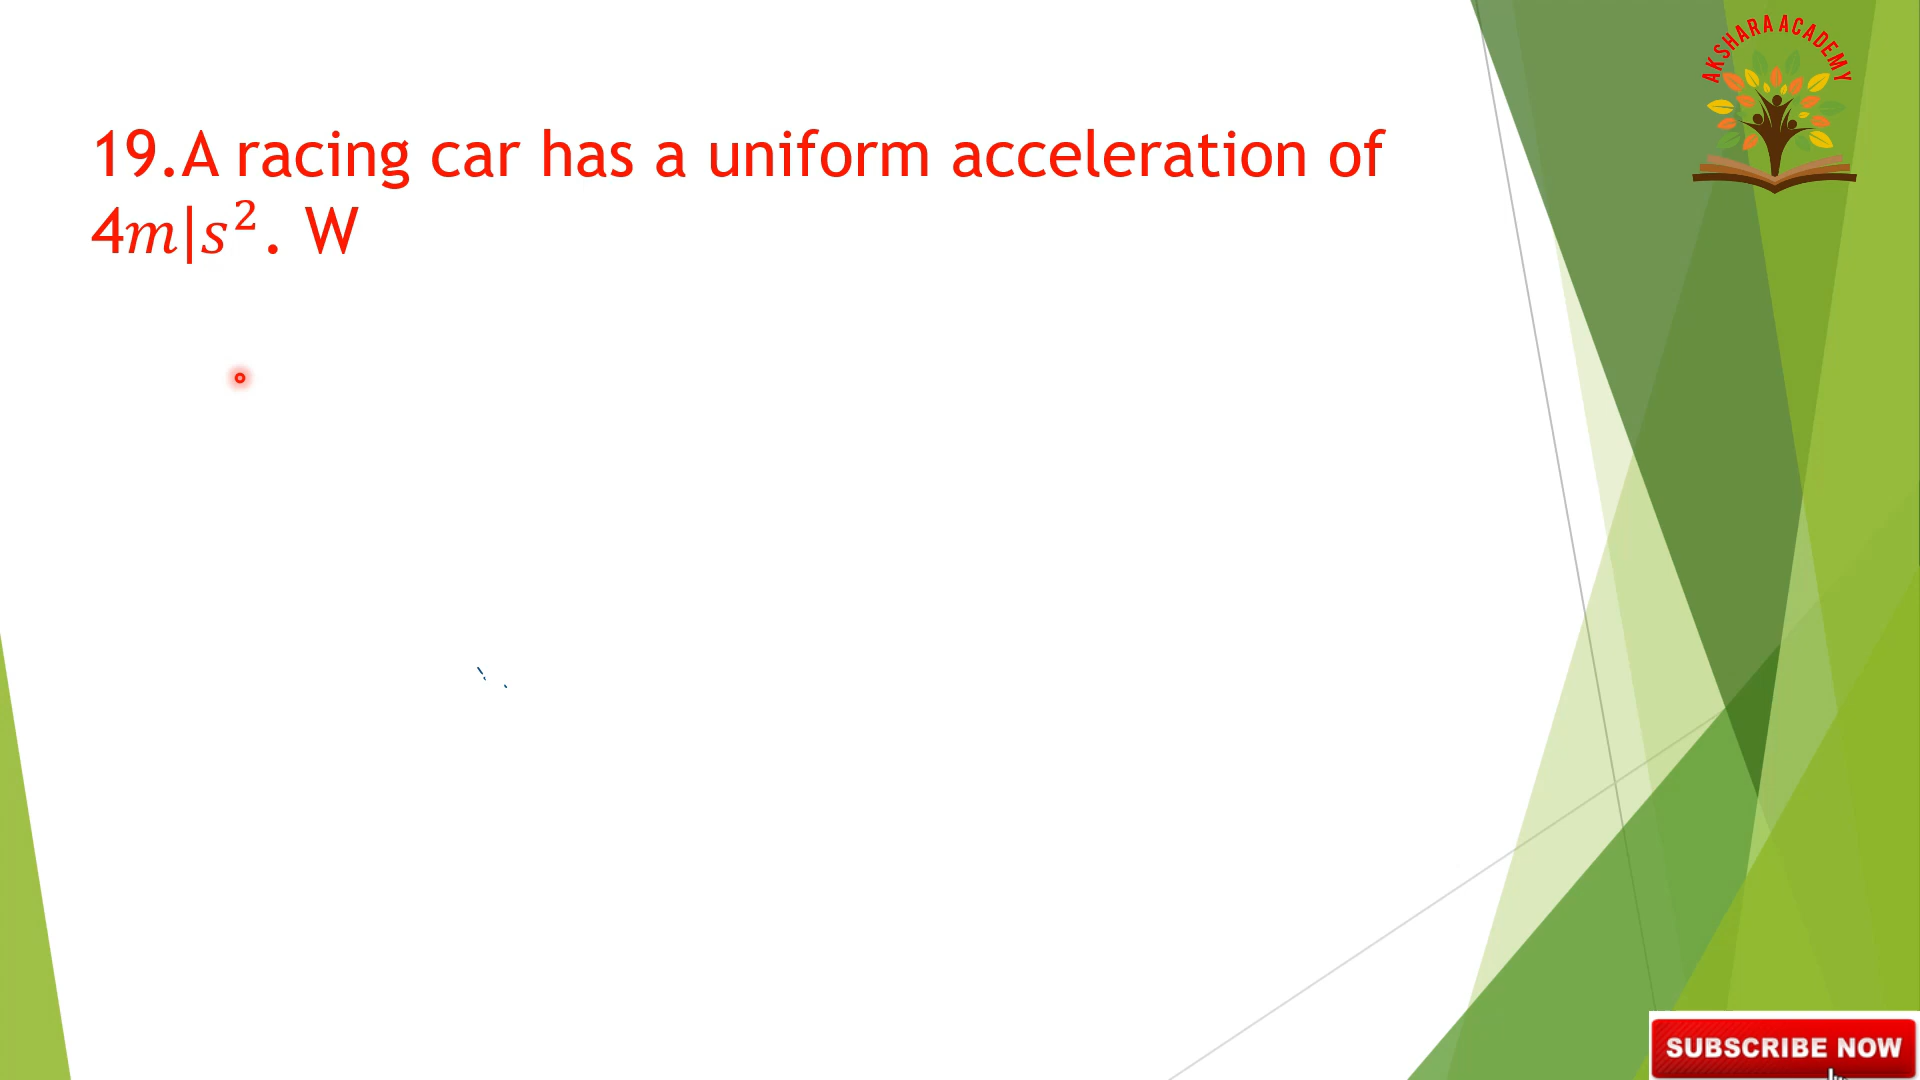 AKSHARA ACADEMY
19.A racing car has a uniform acceleration of
4m|s². W
SUBSCRIBE NOW